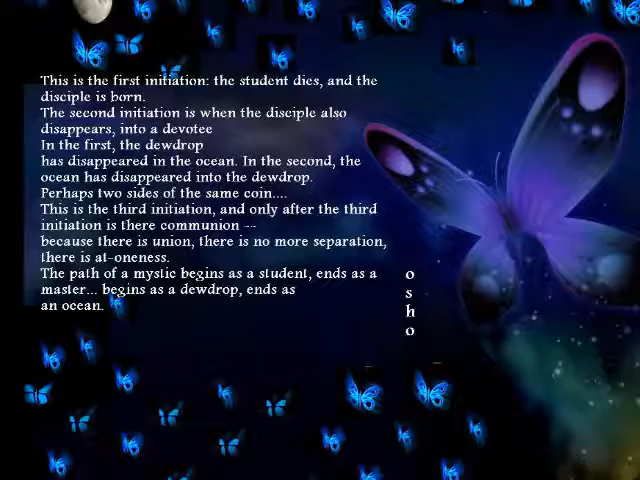 This is the first initiation: the student dies, and the
disciple is born.
The second initiation is when the disciple also
disappears, into a devotee
In the first, the dewdrop
has disappeared in the ocean. In the second, the
ocean has disappeared into the dewdrop.
Perhaps two sides of the same coin....
This is the third initiation, and only after the third
initiation is there communion --
because there is union, there is no more separation,
there is at-oneness.
The path of a mystic begins as a student, ends as a
master... begins as a dewdrop, ends as
an ocean.
o
s
h
o